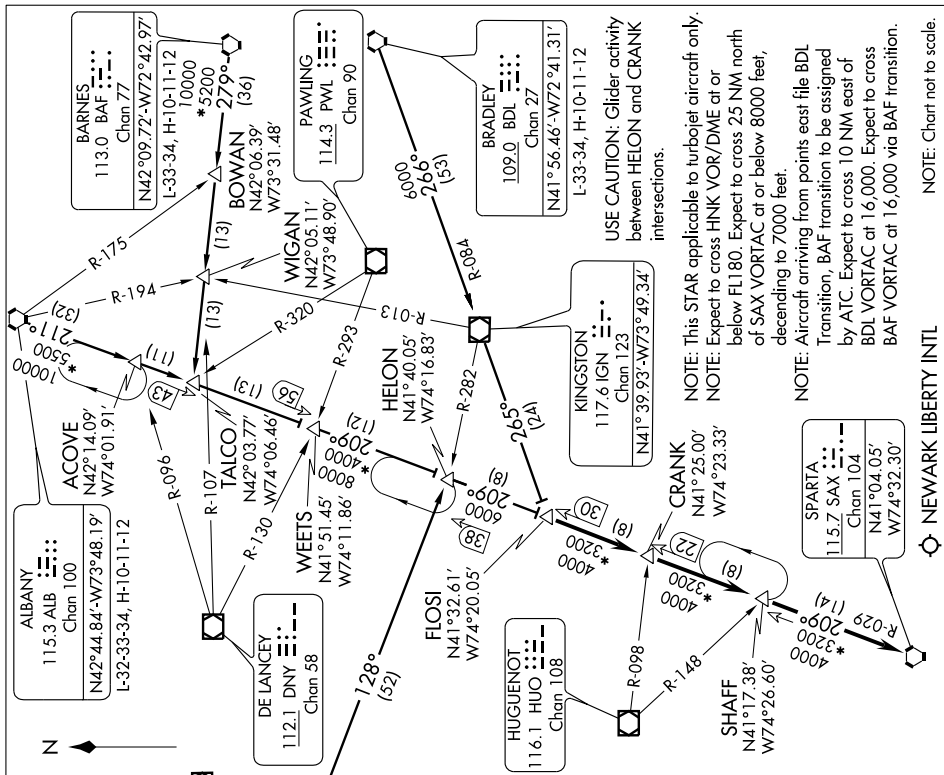 ALBANY
115.3 ALB
Chan 100
N42°44.84'-W73°48.19'
L-32-33-34, H-10-11-12
BARNES
113.0 BAF
Chan 77
N42°09.72'-W72°42.97'
L-33-34, H-10-11-12
10000
*5200
279°
(36)
BOWAN
N42°06.39'
W73°31.48'
(13)
R-175
R-194
WIGAN
N42°05.11'
W73°48.90'
(13)
PAWLING
114.3 PWL
Chan 90
R-320
R-293
BRADLEY
109.0 BDL
Chan 27
N41°56.46'-W72°41.31'
L-33-34, H-10-11-12
6000
266°
(53)
R-084
R-013
(32)
211°
*5500
10000
ACOVE
N42°14.09'
W74°01.91'
(11)
43
TALCO
N42°03.77'
W74°06.46'
(13)
R-096
R-107
R-130
DE LANCEY
112.1 DNY
Chan 58
N
56
WEETS
N41°51.45'
W74°11.86'
(12)
209°
*4000
8000
HELON
N41°40.05'
W74°16.83'
R-282
KINGSTON
117.6 IGN
Chan 123
N41°39.93'-W73°49.34'
265°
(24)
128°
(52)
38
(8)
209°
6000
FLOSI
N41°32.61'
W74°20.05'
30
(8)
*3200
4000
CRANK
N41°25.00'
W74°23.33'
22
(8)
*3200
4000
HUGUENOT
116.1 HUO
Chan 108
R-098
R-148
SHAFF
N41°17.38'
W74°26.60'
209°
(14)
*3200
4000
R-029
SPARTA
115.7 SAX
Chan 104
N41°04.05'
W74°32.30'
NEWARK LIBERTY INTL
USE CAUTION: Glider activity
between HELON and CRANK
intersections.
NOTE: This STAR applicable to turbojet aircraft only.
NOTE: Expect to cross HNK VOR/DME at or
below FL180. Expect to cross 25 NM north
of SAX VORTAC at or below 8000 feet,
decending to 7000 feet.
NOTE: Aircraft arriving from points east file BDL
Transition, BAF transition to be assigned
by ATC. Expect to cross 10 NM east of
BDL VORTAC at 16,000. Expect to cross
BAF VORTAC at 16,000 via BAF transition.
NOTE: Chart not to scale.